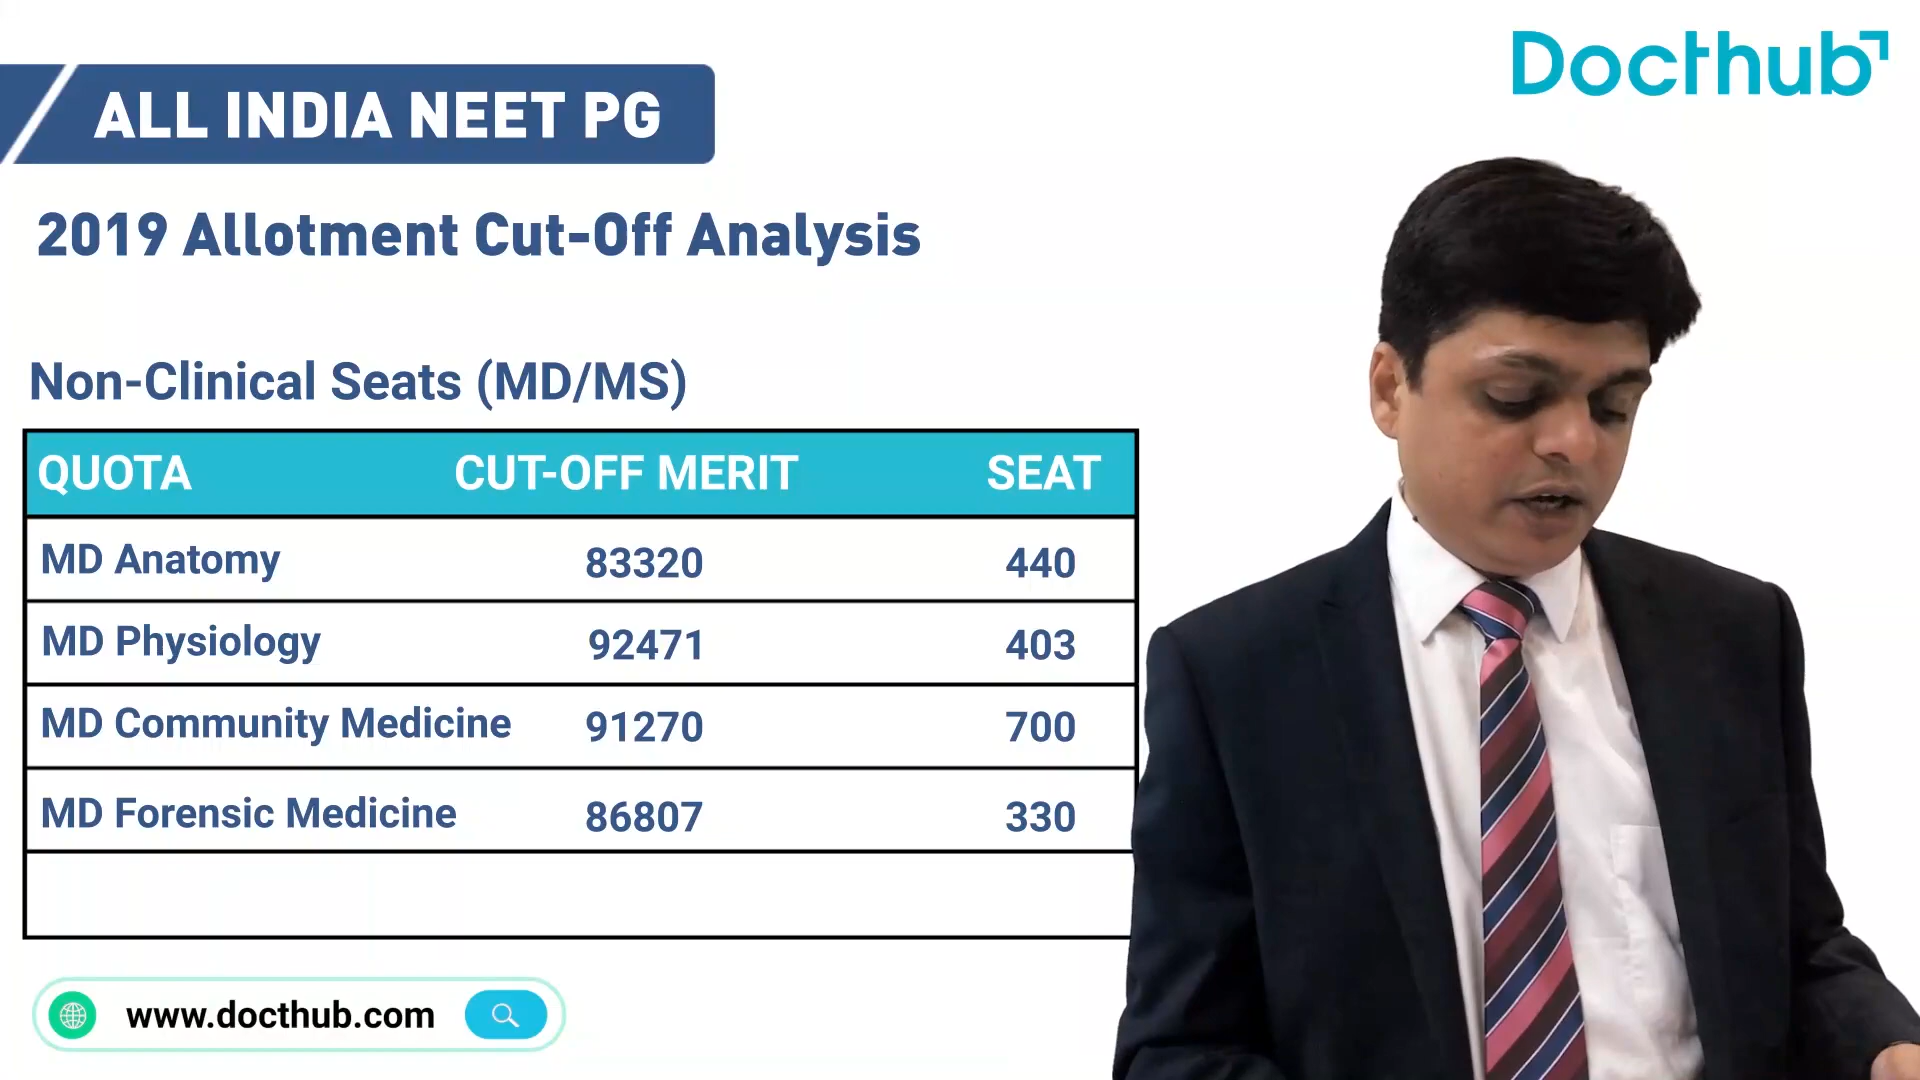 Docthub
ALL INDIA NEET PG
2019 Allotment Cut-Off Analysis
Non-Clinical Seats (MD/MS)
QUOTA CUT-OFF MERIT SEAT
MD Anatomy 83320 440
MD Physiology 92471 403
MD Community Medicine 91270 700
MD Forensic Medicine 86807 330
www.docthub.com